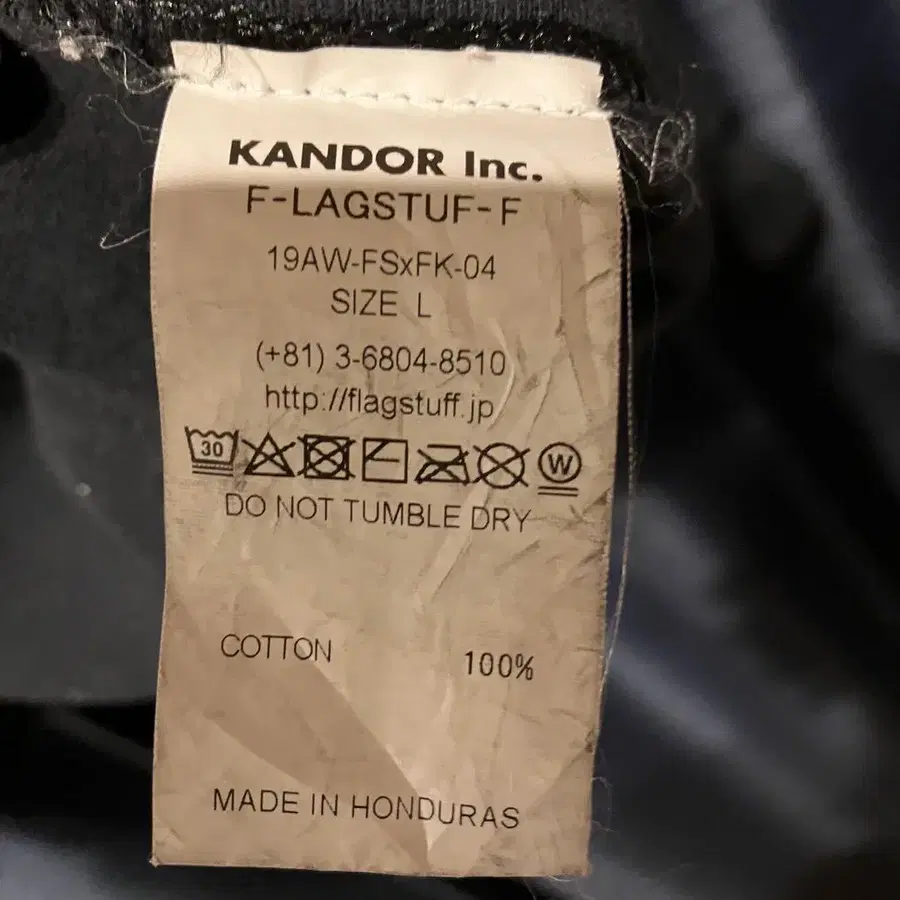 KANDOR Inc.
F-LAGSTUF-F
19AW-FSxFK-04
SIZE L
(+81) 3-6804-8510
http://flagstuff.jp
30 W
DO NOT TUMBLE DRY
COTTON 100%
MADE IN HONDURAS